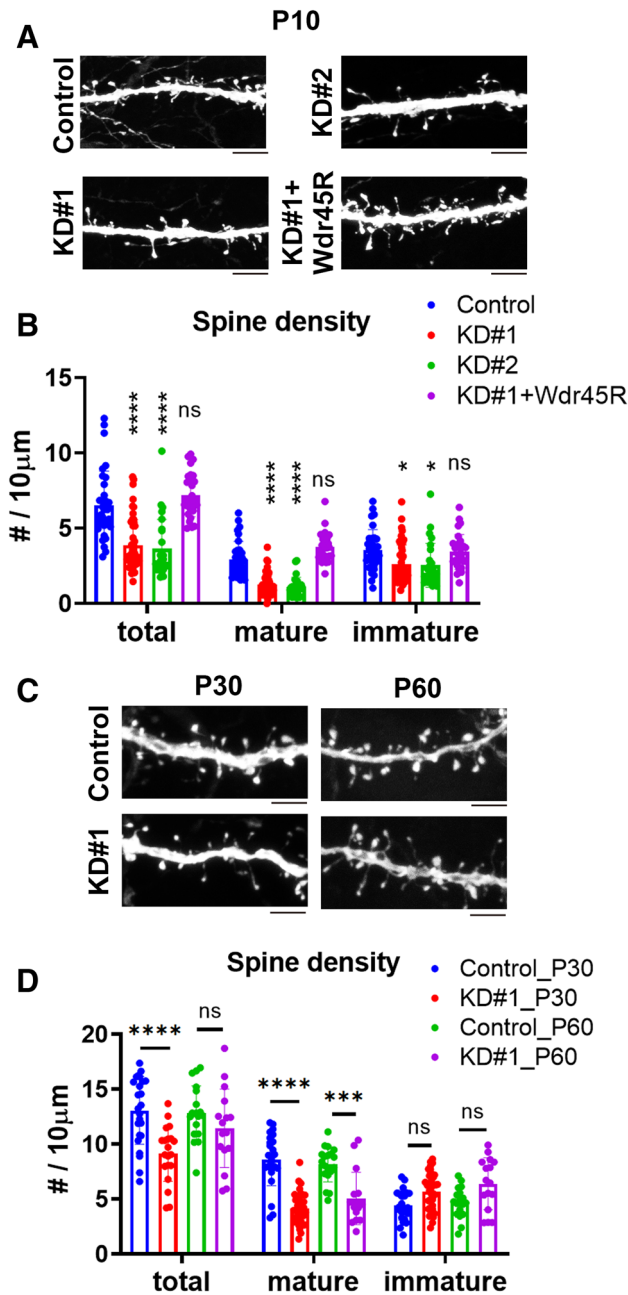 P10
A
Control
KD#2
KD#1
KD#1+
Wdr45R
B
Spine density
Control
KD#1
KD#2
KD#1+Wdr45R
# / 10μm
15
10
5
0
**** **** ns
**** **** ns
* * ns
total mature immature
C
P30 P60
Control
KD#1
D
Spine density
Control_P30
KD#1_P30
Control_P60
KD#1_P60
# / 10μm
20
15
10
5
0
**** ns
**** ***
ns ns
total mature immature